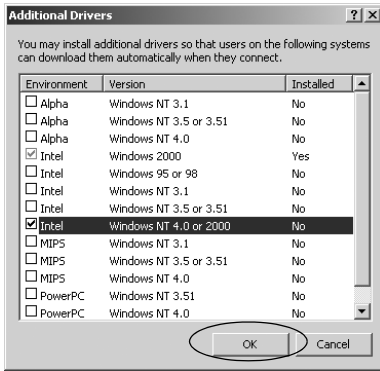 Additional Drivers
You may install additional drivers so that users on the following systems
can download them automatically when they connect.
Environment Version Installed
Alpha Windows NT 3.1 No
Alpha Windows NT 3.5 or 3.51 No
Alpha Windows NT 4.0 No
Intel Windows 2000 Yes
Intel Windows 95 or 98 No
Intel Windows NT 3.1 No
Intel Windows NT 3.5 or 3.51 No
Intel Windows NT 4.0 or 2000 No
MIPS Windows NT 3.1 No
MIPS Windows NT 3.5 or 3.51 No
MIPS Windows NT 4.0 No
PowerPC Windows NT 3.51 No
PowerPC Windows NT 4.0 No
OK Cancel